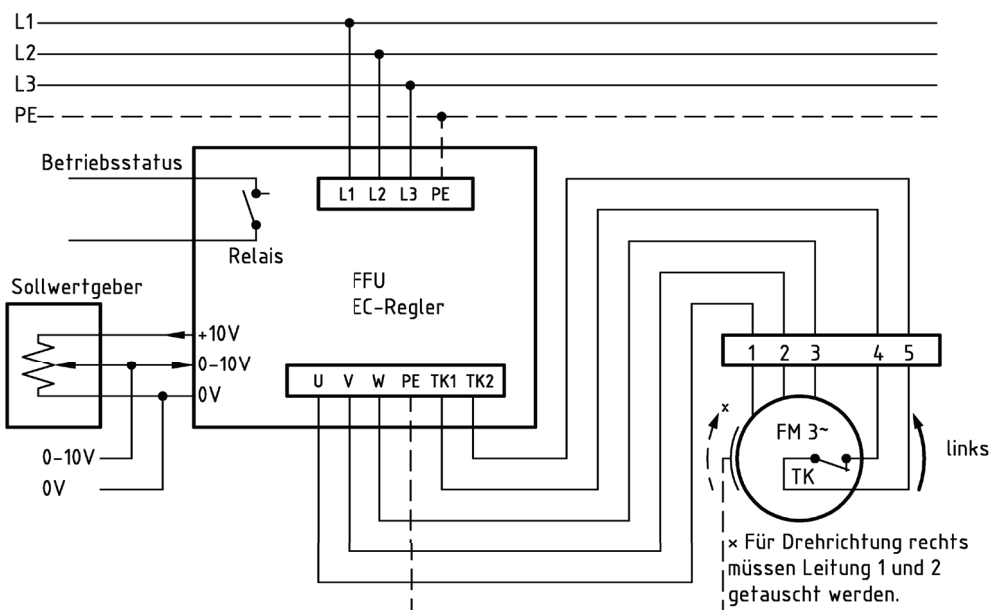 L1
L2
L3
PE
Betriebsstatus
L1 L2 L3 PE
Relais
Sollwertgeber
FFU
EC-Regler
+10V
0-10V
0V
U V W PE TK1 TK2
0-10V
0V
1 2 3 4 5
x
FM 3~
TK
links
× Für Drehrichtung rechts
müssen Leitung 1 und 2
getauscht werden.